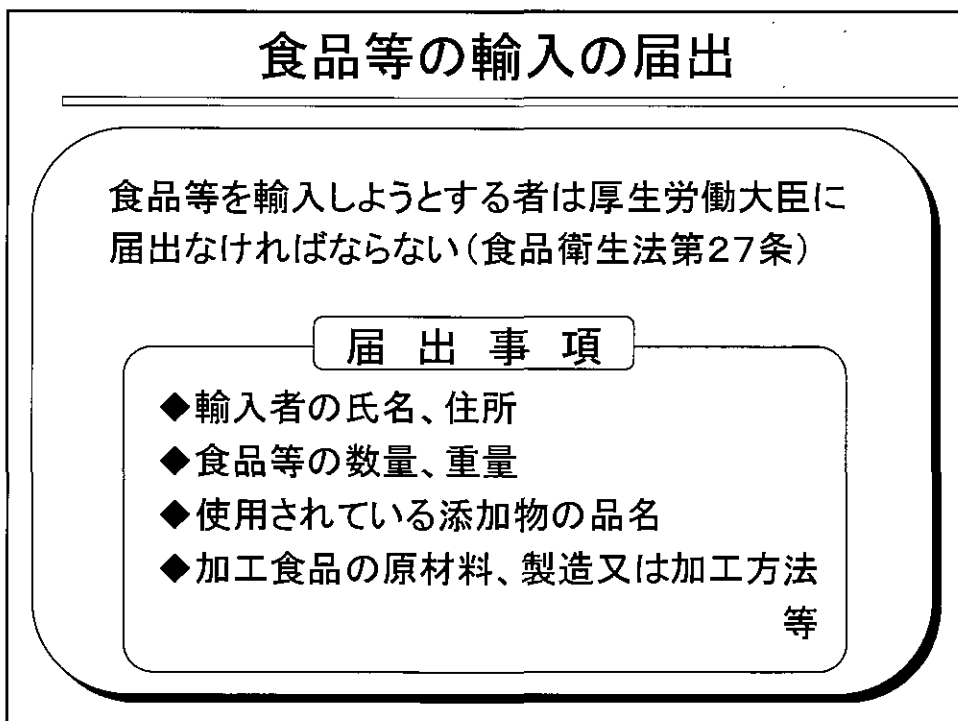 食品等の輸入の届出
食品等を輸入しようとする者は厚生労働大臣に
届出なければならない（食品衛生法第２７条）
届 出 事 項
◆輸入者の氏名、住所
◆食品等の数量、重量
◆使用されている添加物の品名
◆加工食品の原材料、製造又は加工方法
等